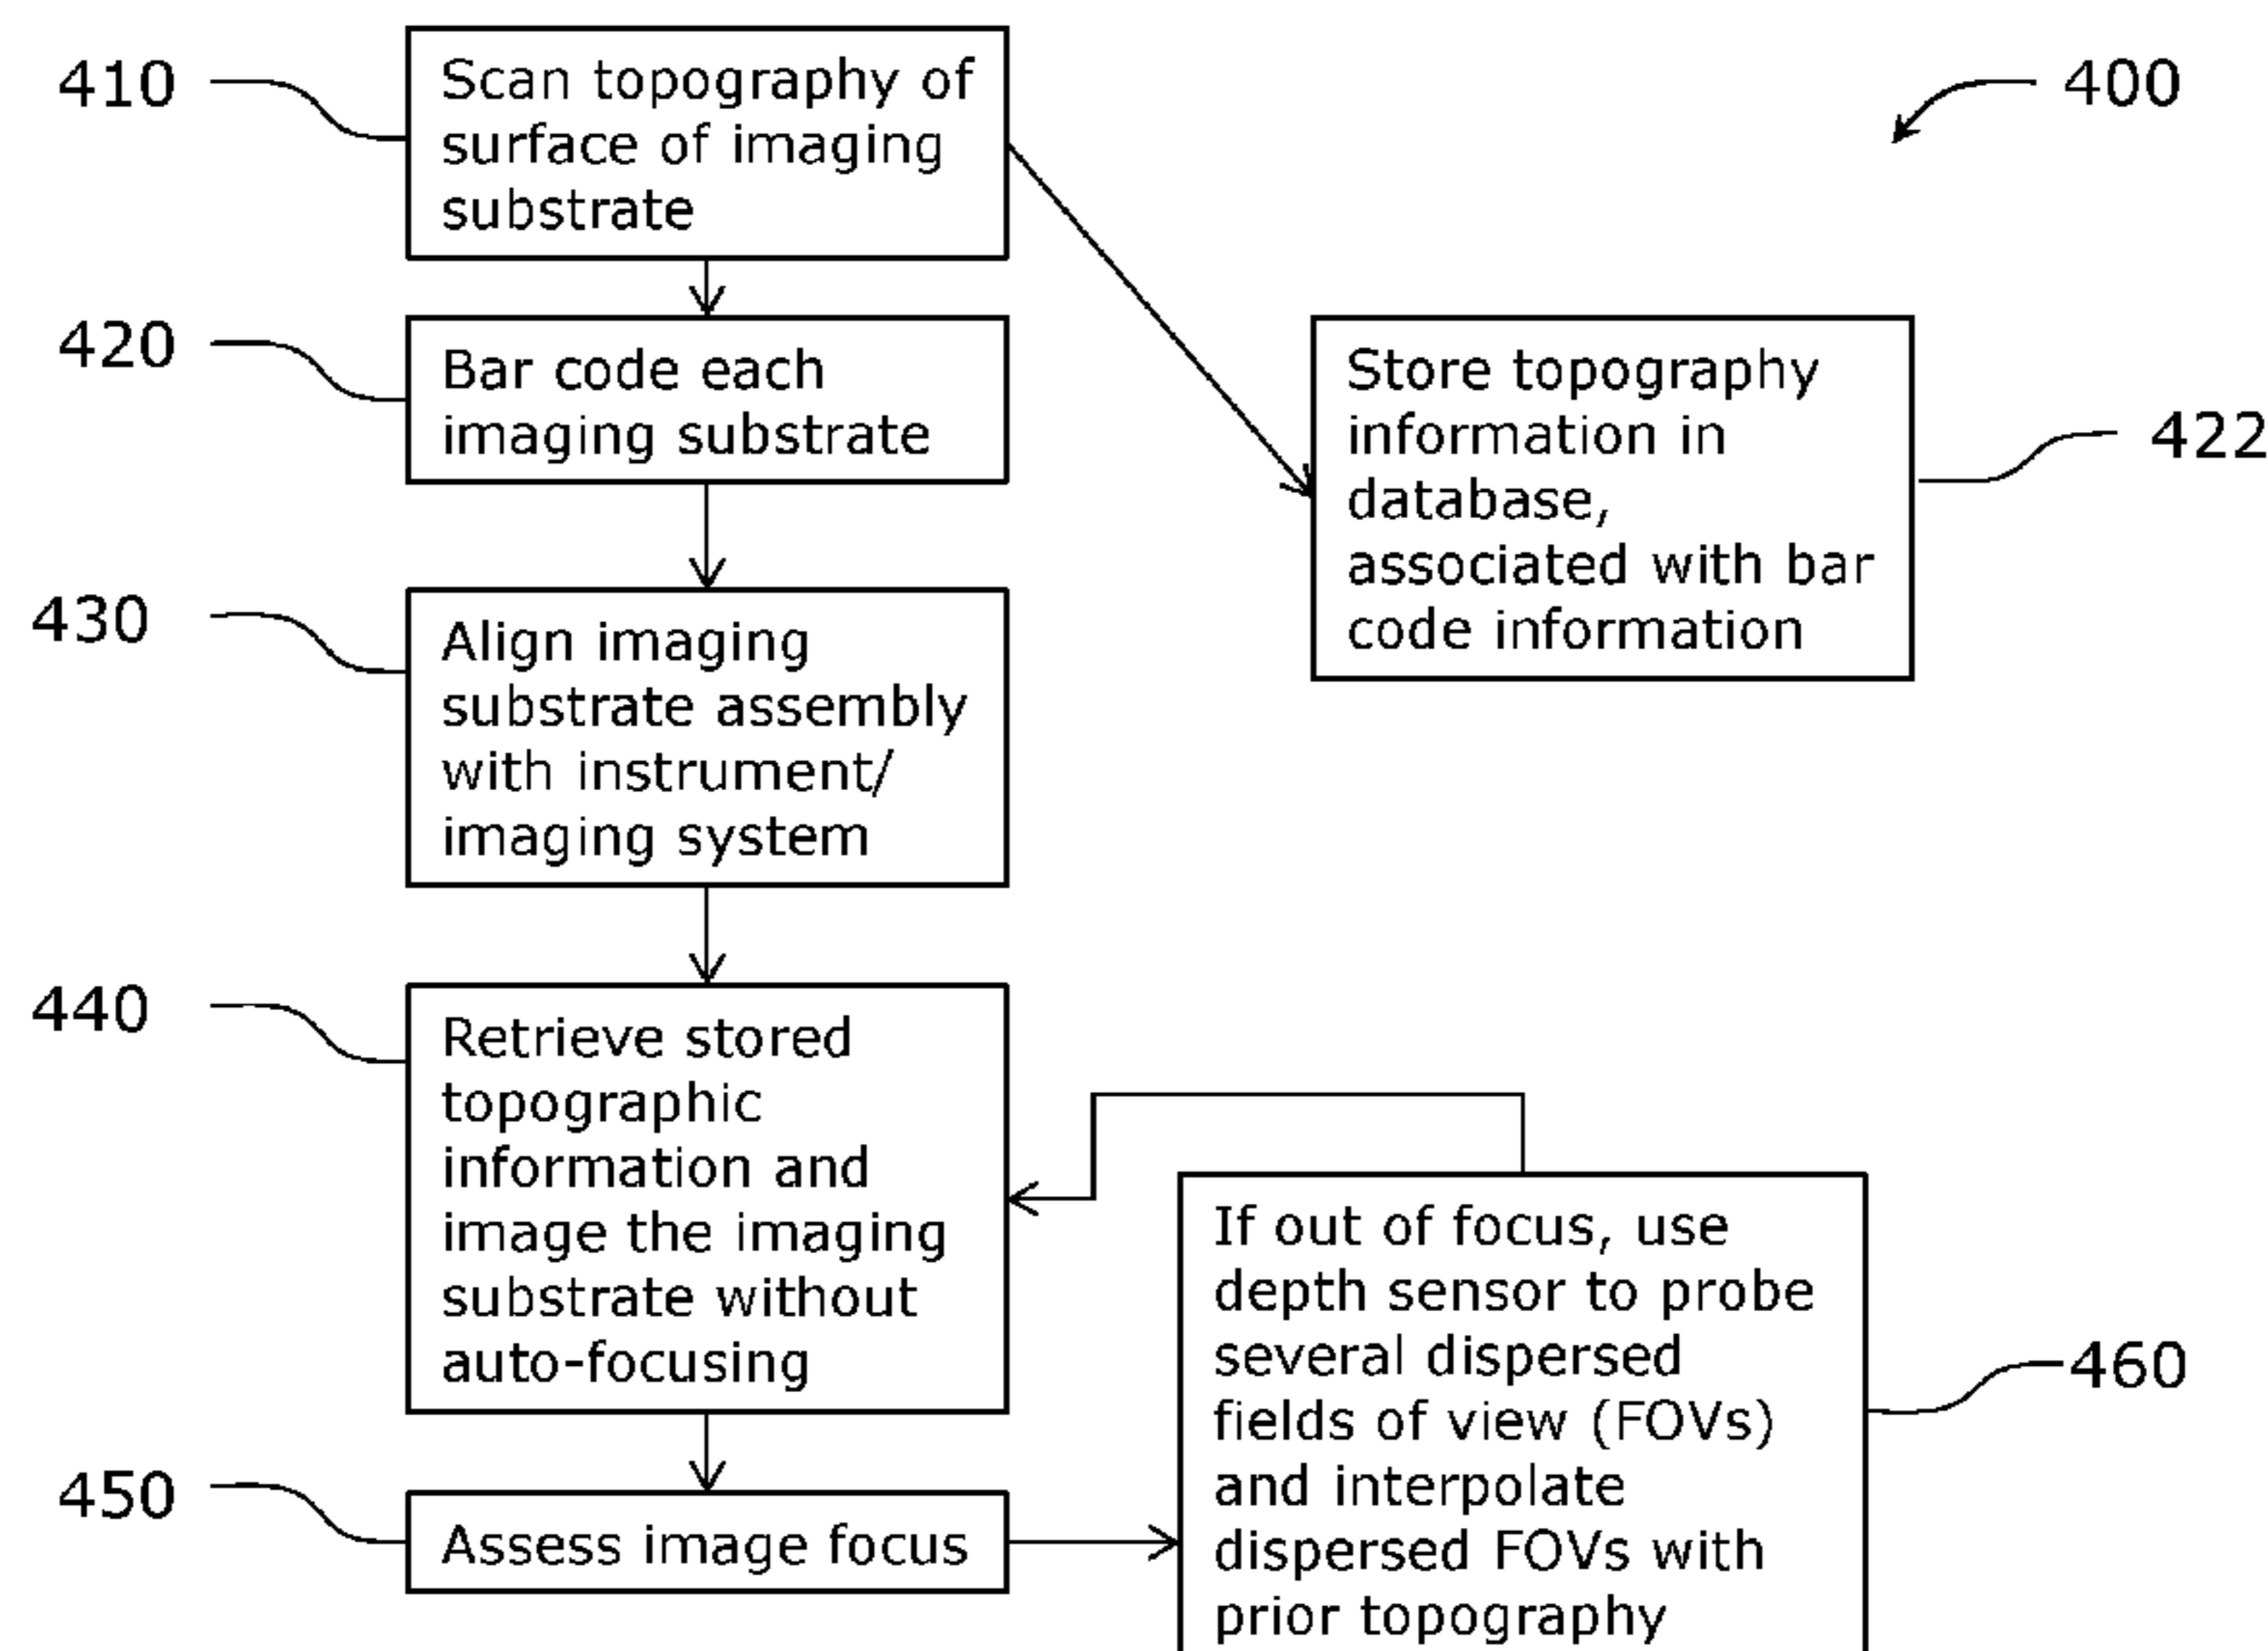 410
Scan topography of
surface of imaging
substrate
400
420
Bar code each
imaging substrate
Store topography
information in
database,
associated with bar
code information
422
430
Align imaging
substrate assembly
with instrument/
imaging system
440
Retrieve stored
topographic
information and
image the imaging
substrate without
auto-focusing
If out of focus, use
depth sensor to probe
several dispersed
fields of view (FOVs)
and interpolate
dispersed FOVs with
prior topography
460
450
Assess image focus